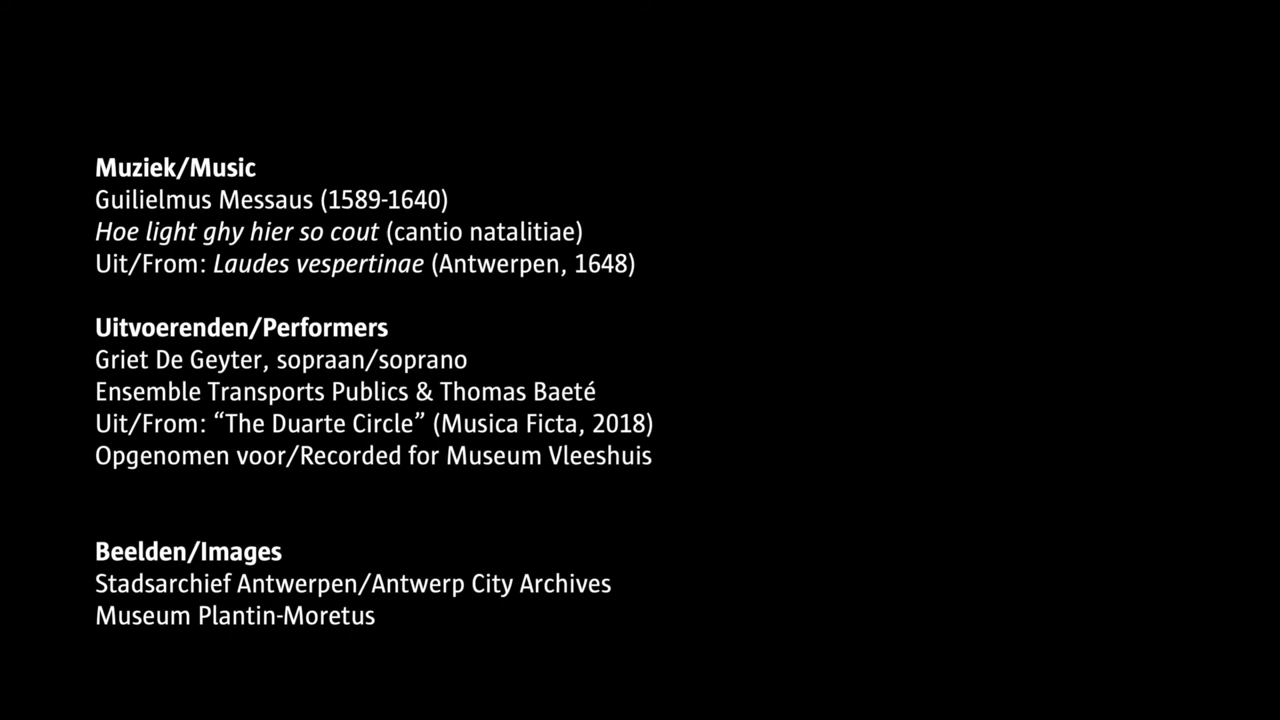 Muziek/Music
Guilielmus Messaus (1589-1640)
Hoe light ghy hier so cout (cantio natalitiae)
Uit/From: Laudes vespertinae (Antwerpen, 1648)
Uitvoerenden/Performers
Griet De Geyter, sopraan/soprano
Ensemble Transports Publics & Thomas Baeté
Uit/From: “The Duarte Circle” (Musica Ficta, 2018)
Opgenomen voor/Recorded for Museum Vleeshuis
Beelden/Images
Stadsarchief Antwerpen/Antwerp City Archives
Museum Plantin-Moretus